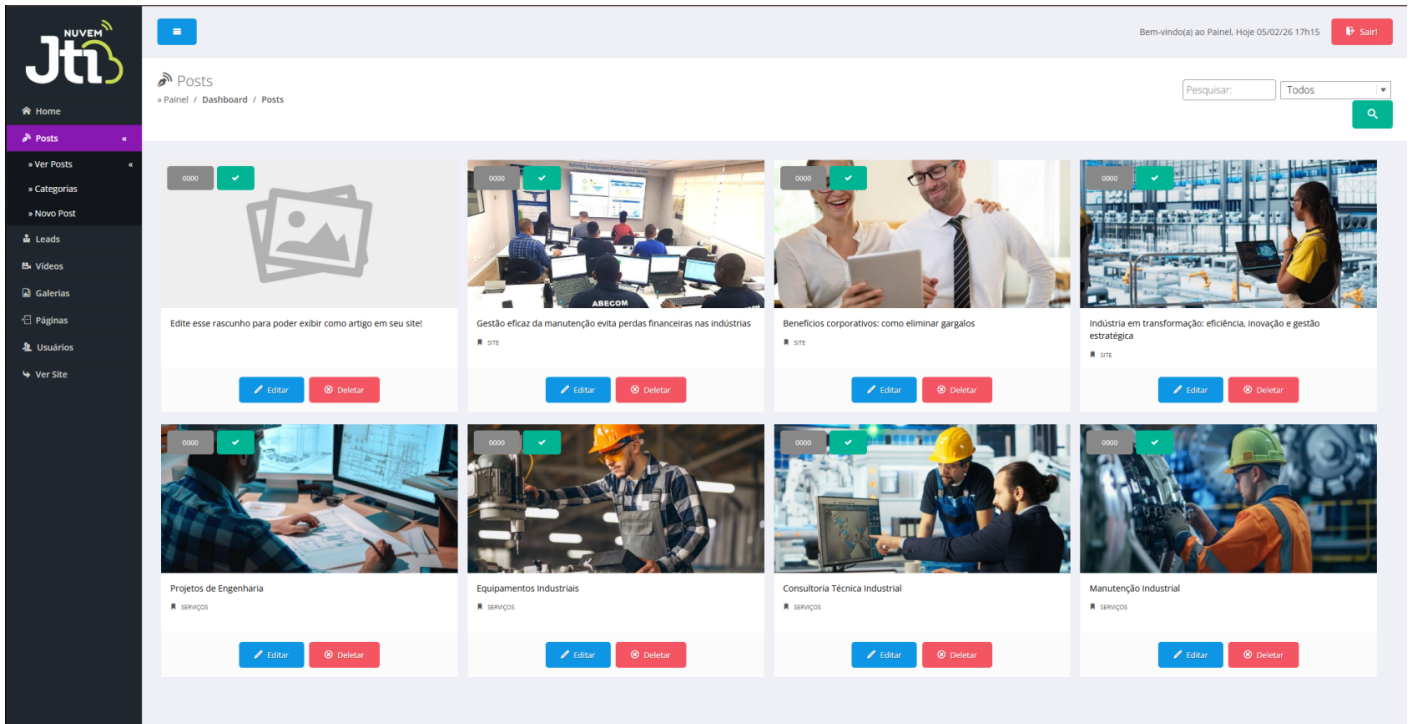 NUVEM
Jti
Bem-vindo(a) ao Painel, Hoje 05/02/26 17h15
Sair!
Posts
» Painel / Dashboard / Posts
Pesquisar:
Todos
Home
Posts «
» Ver Posts «
» Categorias
» Novo Post
Leads
Vídeos
Galerias
Páginas
Usuários
Ver Site
0000
Edite esse rascunho para poder exibir como artigo em seu site!
Editar
Deletar
0000
ABECOM
Gestão eficaz da manutenção evita perdas financeiras nas indústrias
SITE
Editar
Deletar
0000
Benefícios corporativos: como eliminar gargalos
SITE
Editar
Deletar
0000
Indústria em transformação: eficiência, inovação e gestão
estratégica
SITE
Editar
Deletar
0000
Projetos de Engenharia
SERVIÇOS
Editar
Deletar
0000
Equipamentos Industriais
SERVIÇOS
Editar
Deletar
0000
Consultoria Técnica Industrial
SERVIÇOS
Editar
Deletar
0000
Manutenção Industrial
SERVIÇOS
Editar
Deletar